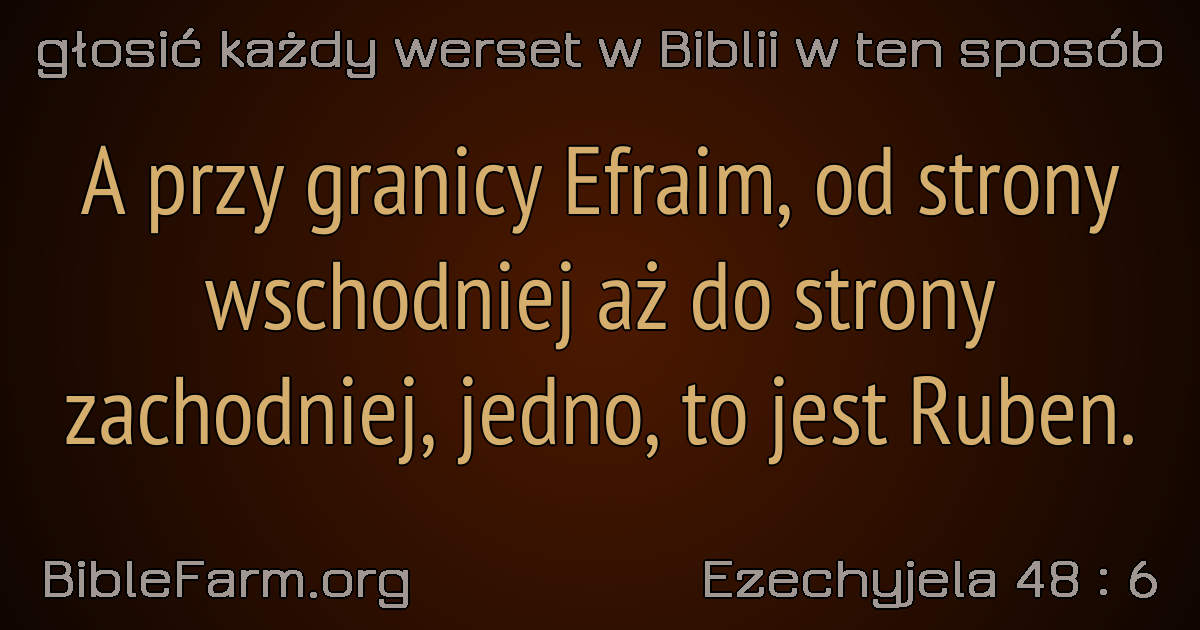 głosić każdy werset w Biblii w ten sposób
A przy granicy Efraim, od strony
wschodniej aż do strony
zachodniej, jedno, to jest Ruben.
BibleFarm.org
Ezechyjela 48 : 6